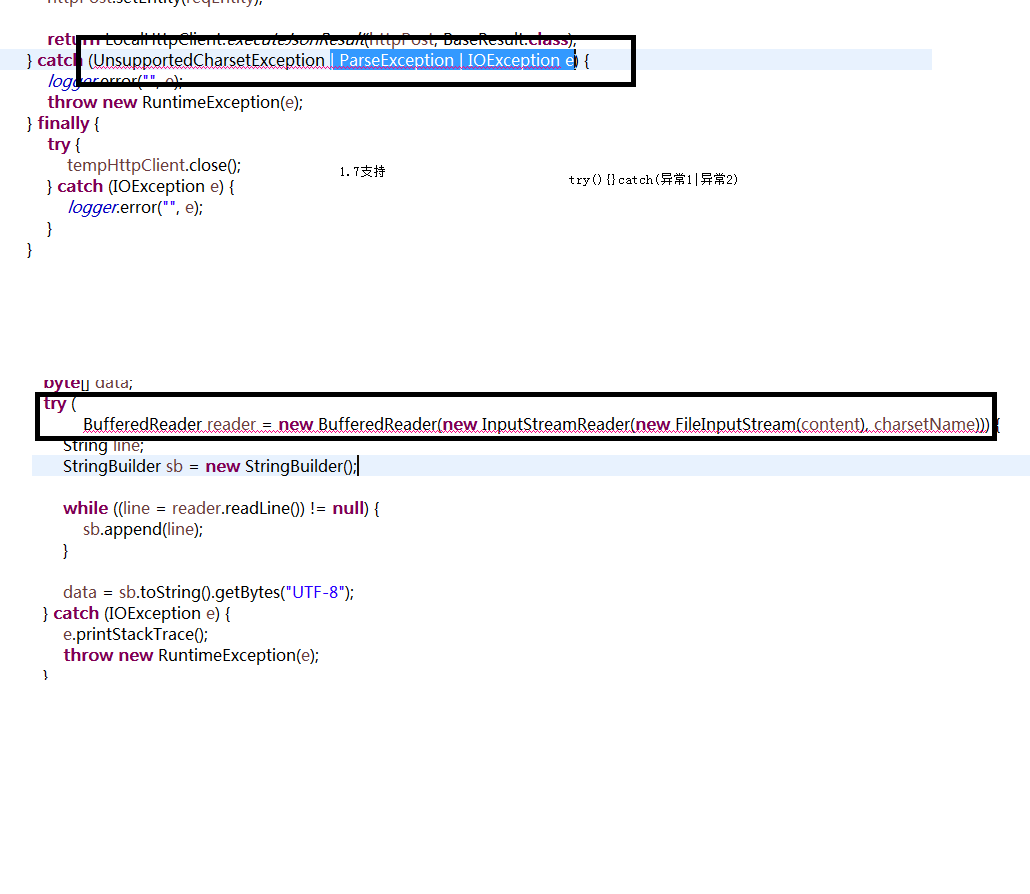 httpPost.setEntity(reqEntity);
return LocalHttpClient.executeJsonResult(httpPost, BaseResult.class);
} catch (UnsupportedCharsetException | ParseException | IOException e) {
logger.error("", e);
throw new RuntimeException(e);
} finally {
try {
tempHttpClient.close();
1.7支持
try(){}catch(异常1|异常2)
} catch (IOException e) {
logger.error("", e);
}
}
byte[] data;
try (
BufferedReader reader = new BufferedReader(new InputStreamReader(new FileInputStream(content), charsetName))) {
String line;
StringBuilder sb = new StringBuilder();
while ((line = reader.readLine()) != null) {
sb.append(line);
}
data = sb.toString().getBytes("UTF-8");
} catch (IOException e) {
e.printStackTrace();
throw new RuntimeException(e);
}